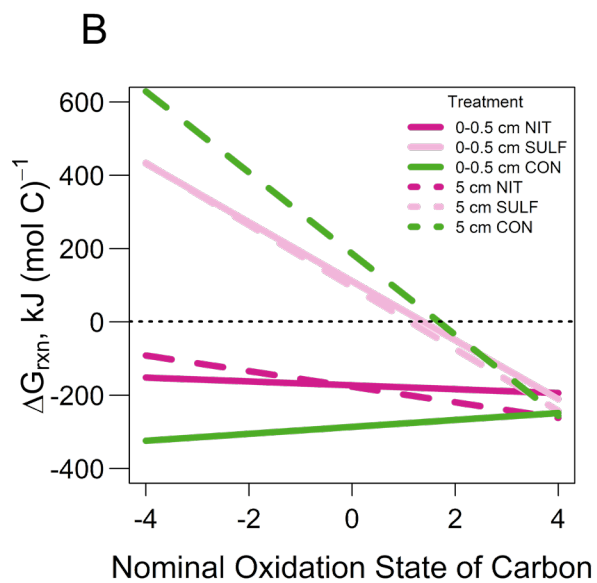 B
Treatment
0-0.5 cm NIT
0-0.5 cm SULF
0-0.5 cm CON
5 cm NIT
5 cm SULF
5 cm CON
600
400
200
0
-200
-400
ΔGrxn, kJ (mol C)⁻¹
-4 -2 0 2 4
Nominal Oxidation State of Carbon